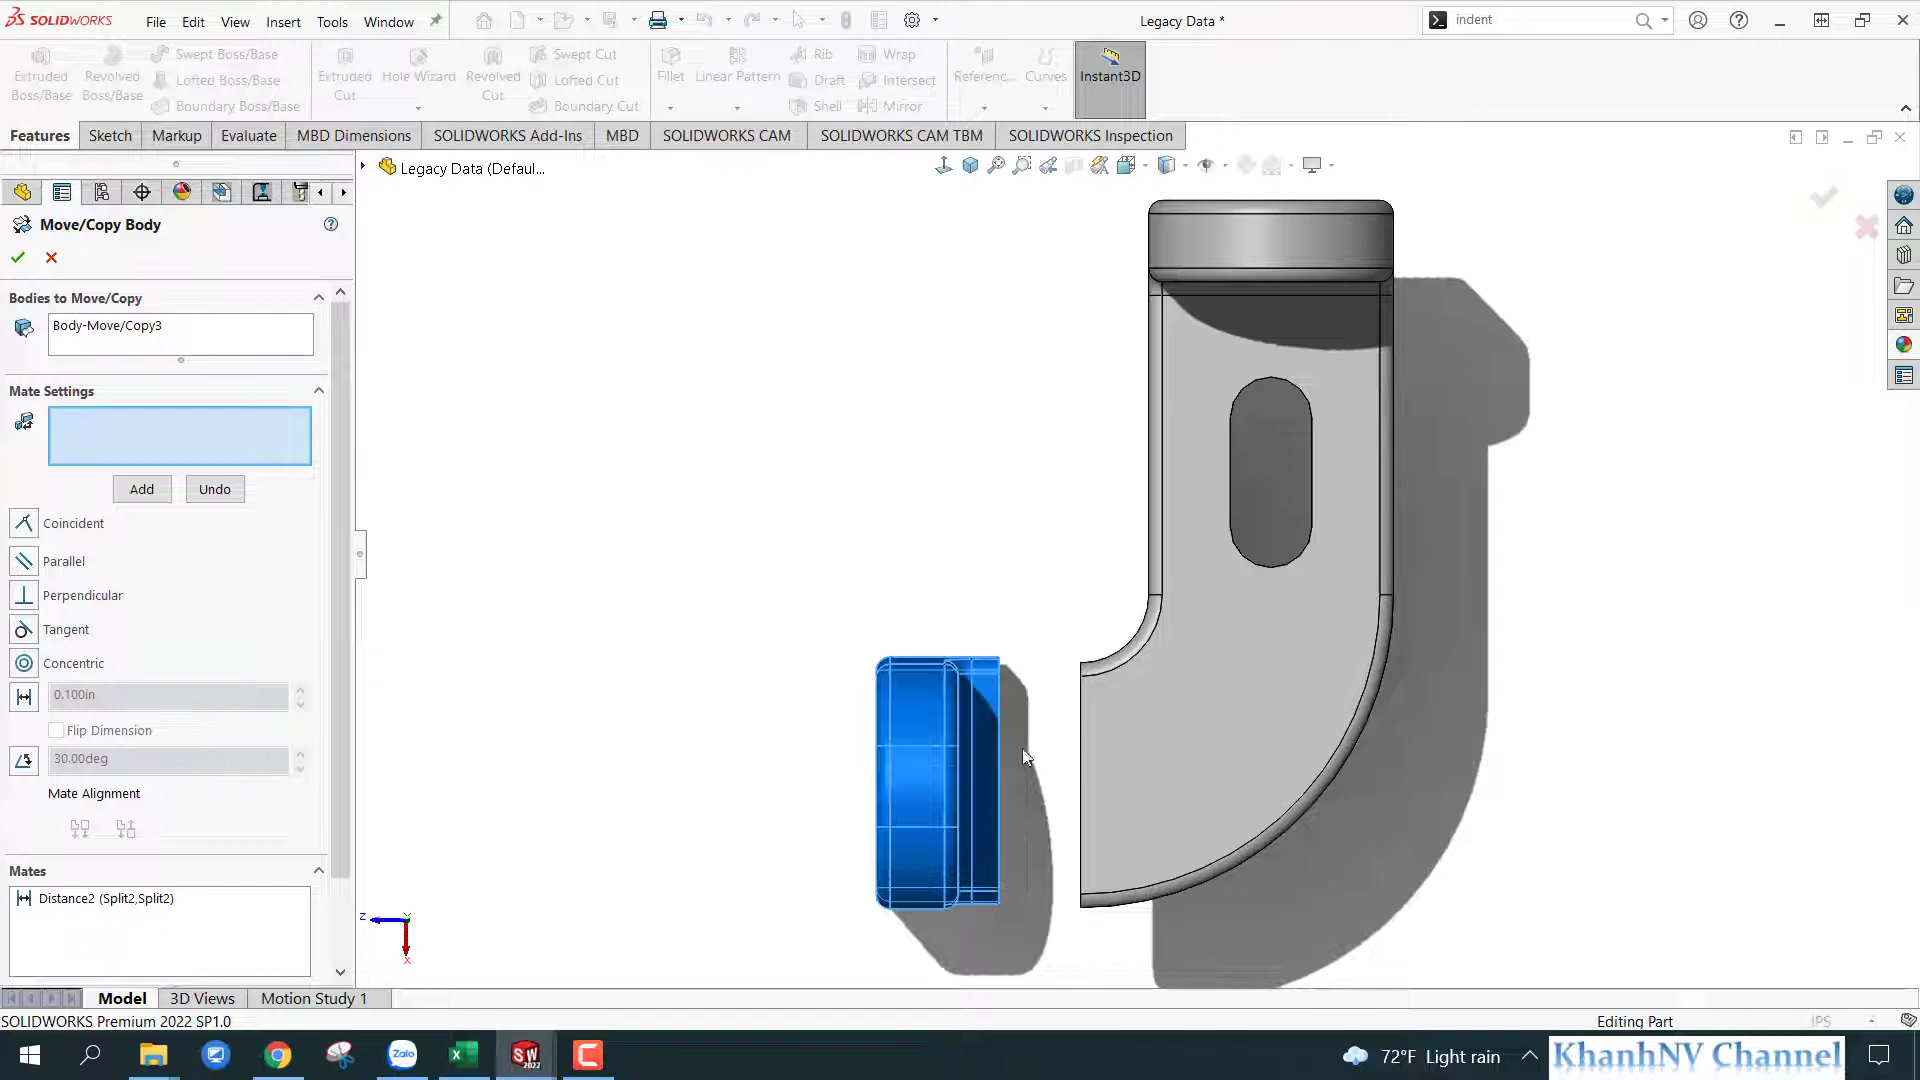 SOLIDWORKS File Edit View Insert Tools Window Legacy Data * indent
Extruded Boss/Base
Revolved Boss/Base
Swept Boss/Base
Lofted Boss/Base
Boundary Boss/Base
Extruded Cut
Hole Wizard
Revolved Cut
Swept Cut
Lofted Cut
Boundary Cut
Fillet
Linear Pattern
Rib
Draft
Shell
Wrap
Intersect
Mirror
Referenc...
Curves
Instant3D
Features Sketch Markup Evaluate MBD Dimensions SOLIDWORKS Add-Ins MBD SOLIDWORKS CAM SOLIDWORKS CAM TBM SOLIDWORKS Inspection
Legacy Data (Defaul...
Move/Copy Body
Bodies to Move/Copy
Body-Move/Copy3
Mate Settings
Add Undo
Coincident
Parallel
Perpendicular
Tangent
Concentric
0.100in
Flip Dimension
30.00deg
Mate Alignment
Mates
Distance2 (Split2,Split2)
Z Y
X
Model 3D Views Motion Study 1
SOLIDWORKS Premium 2022 SP1.0 Editing Part IPS
Zalo SW 2022 72°F Light rain KhanhNV Channel